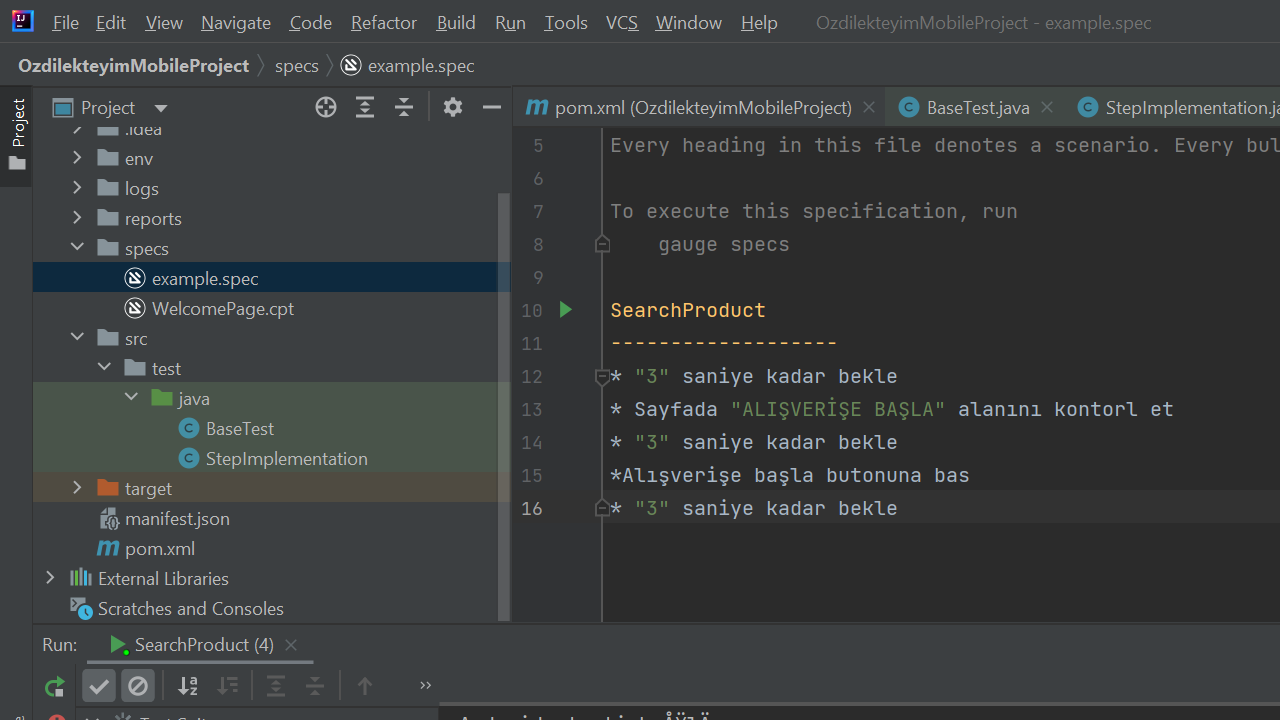 File Edit View Navigate Code Refactor Build Run Tools VCS Window Help OzdilekteyimMobileProject - example.spec
OzdilekteyimMobileProject specs example.spec
Project
Project
.idea
env
logs
reports
specs
example.spec
WelcomePage.cpt
src
test
java
BaseTest
StepImplementation
target
manifest.json
pom.xml
External Libraries
Scratches and Consoles
pom.xml (OzdilekteyimMobileProject) BaseTest.java StepImplementation.ja
5 Every heading in this file denotes a scenario. Every bul
6
7 To execute this specification, run
8 gauge specs
9
10 SearchProduct
11 -------------------
12 * "3" saniye kadar bekle
13 * Sayfada "ALIŞVERİŞE BAŞLA" alanını kontorl et
14 * "3" saniye kadar bekle
15 *Alışverişe başla butonuna bas
16 * "3" saniye kadar bekle
Run: SearchProduct (4)